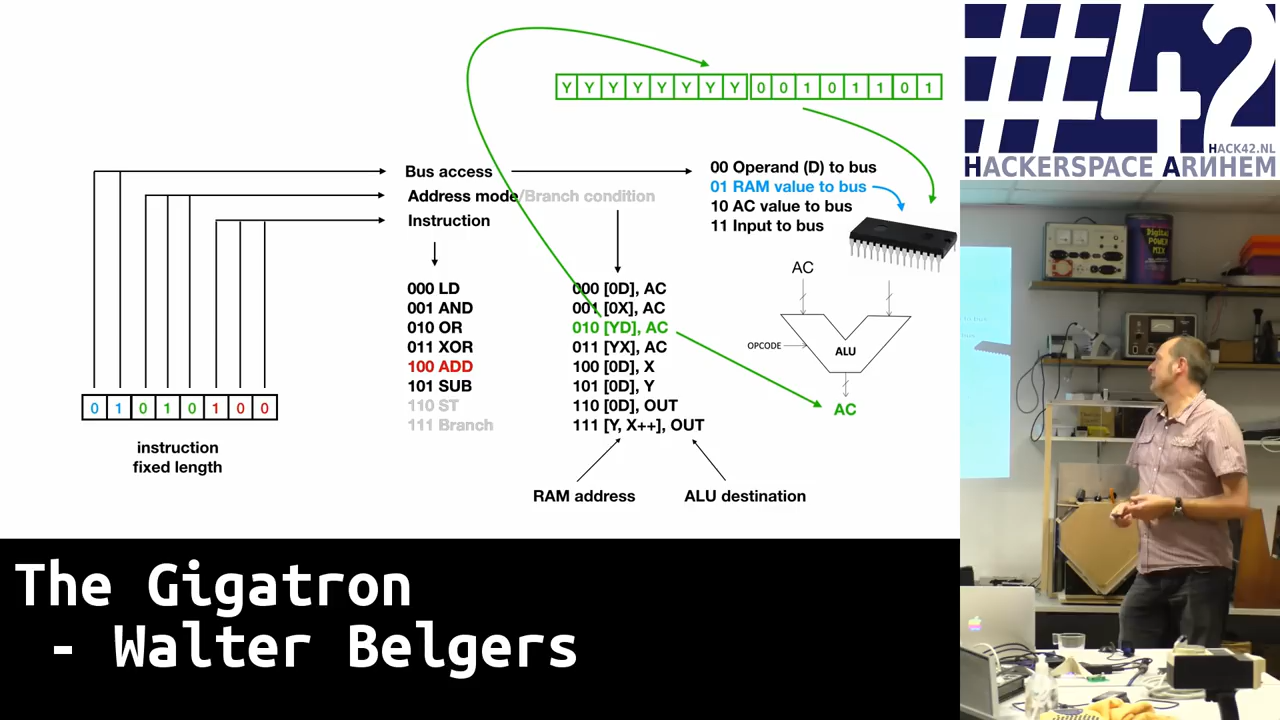 Y Y Y Y Y Y Y Y 0 0 1 0 1 1 0 1
#42
HACK42.NL
HACKERSPACE ARИHEM
Bus access
Address mode/Branch condition
Instruction
00 Operand (D) to bus
01 RAM value to bus
10 AC value to bus
11 Input to bus
000 LD
001 AND
010 OR
011 XOR
100 ADD
101 SUB
110 ST
111 Branch
000 [0D], AC
001 [0X], AC
010 [YD], AC
011 [YX], AC
100 [0D], X
101 [0D], Y
110 [0D], OUT
111 [Y, X++], OUT
AC
OPCODE
ALU
AC
0 1 0 1 0 1 0 0
instruction
fixed length
RAM address
ALU destination
The Gigatron
- Walter Belgers
Digital
POWER
MIX